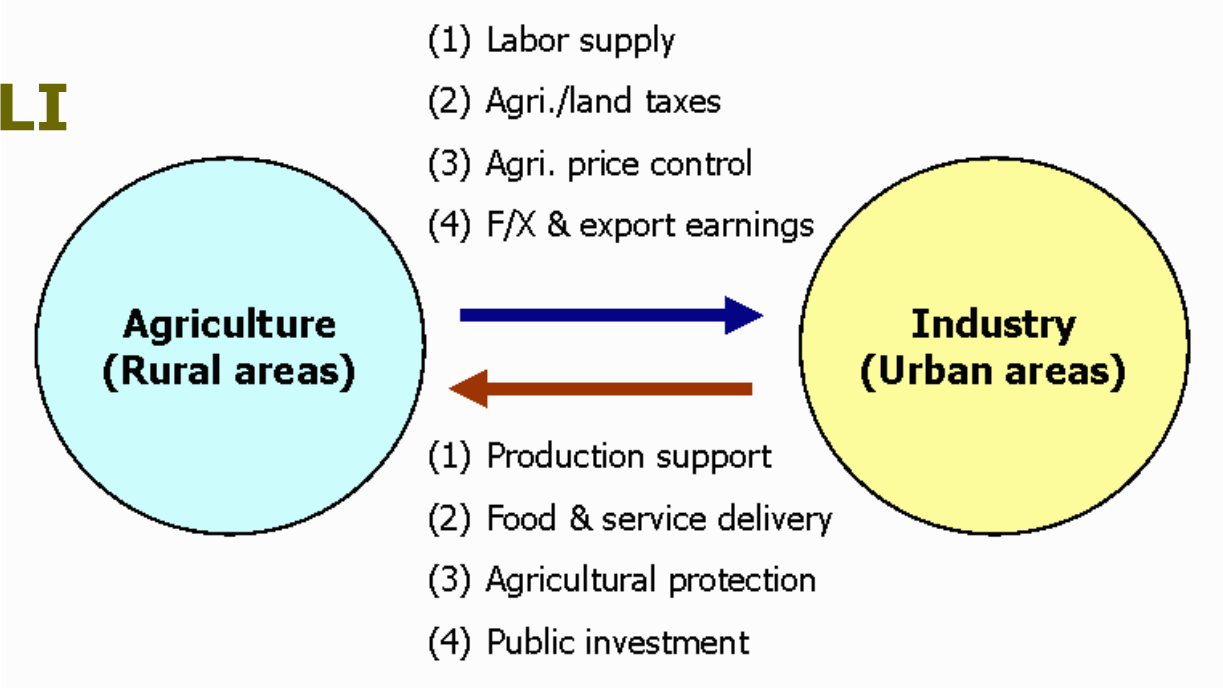 (1) Labor supply
LI
(2) Agri./land taxes
(3) Agri. price control
(4) F/X & export earnings
Agriculture
(Rural areas)
Industry
(Urban areas)
(1) Production support
(2) Food & service delivery
(3) Agricultural protection
(4) Public investment